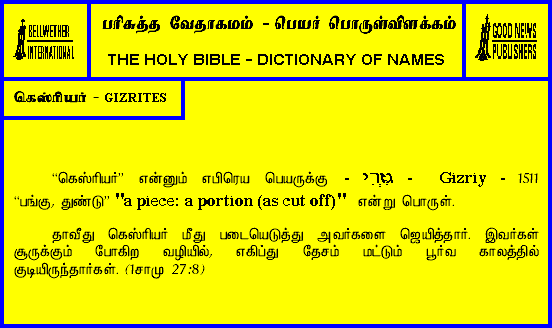 BELLWETHER
INTERNATIONAL
பரிசுத்த வேதாகமம் - பெயர் பொருள்விளக்கம்
THE HOLY BIBLE - DICTIONARY OF NAMES
GOOD NEWS
PUBLISHERS
கெஸ்ரியர் - GIZRITES
“கெஸ்ரியர்” என்னும் எபிரெய பெயருக்கு - גִּזְרִי - Gizriy - 1511
“பங்கு, துண்டு” "a piece: a portion (as cut off)" என்று பொருள்.
தாவீது கெஸ்ரியர் மீது படையெடுத்து அவர்களை ஜெயித்தார். இவர்கள்
சூருக்கும் போகிற வழியில், எகிப்து தேசம் மட்டும் பூர்வ காலத்தில்
குடியிருந்தார்கள். (1சாமு 27:8)